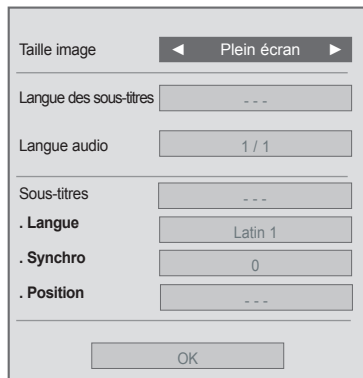 Taille image ◄ Plein écran ►
Langue des sous-titres - - -
Langue audio 1 / 1
Sous-titres - - -
. Langue Latin 1
. Synchro 0
. Position - - -
OK